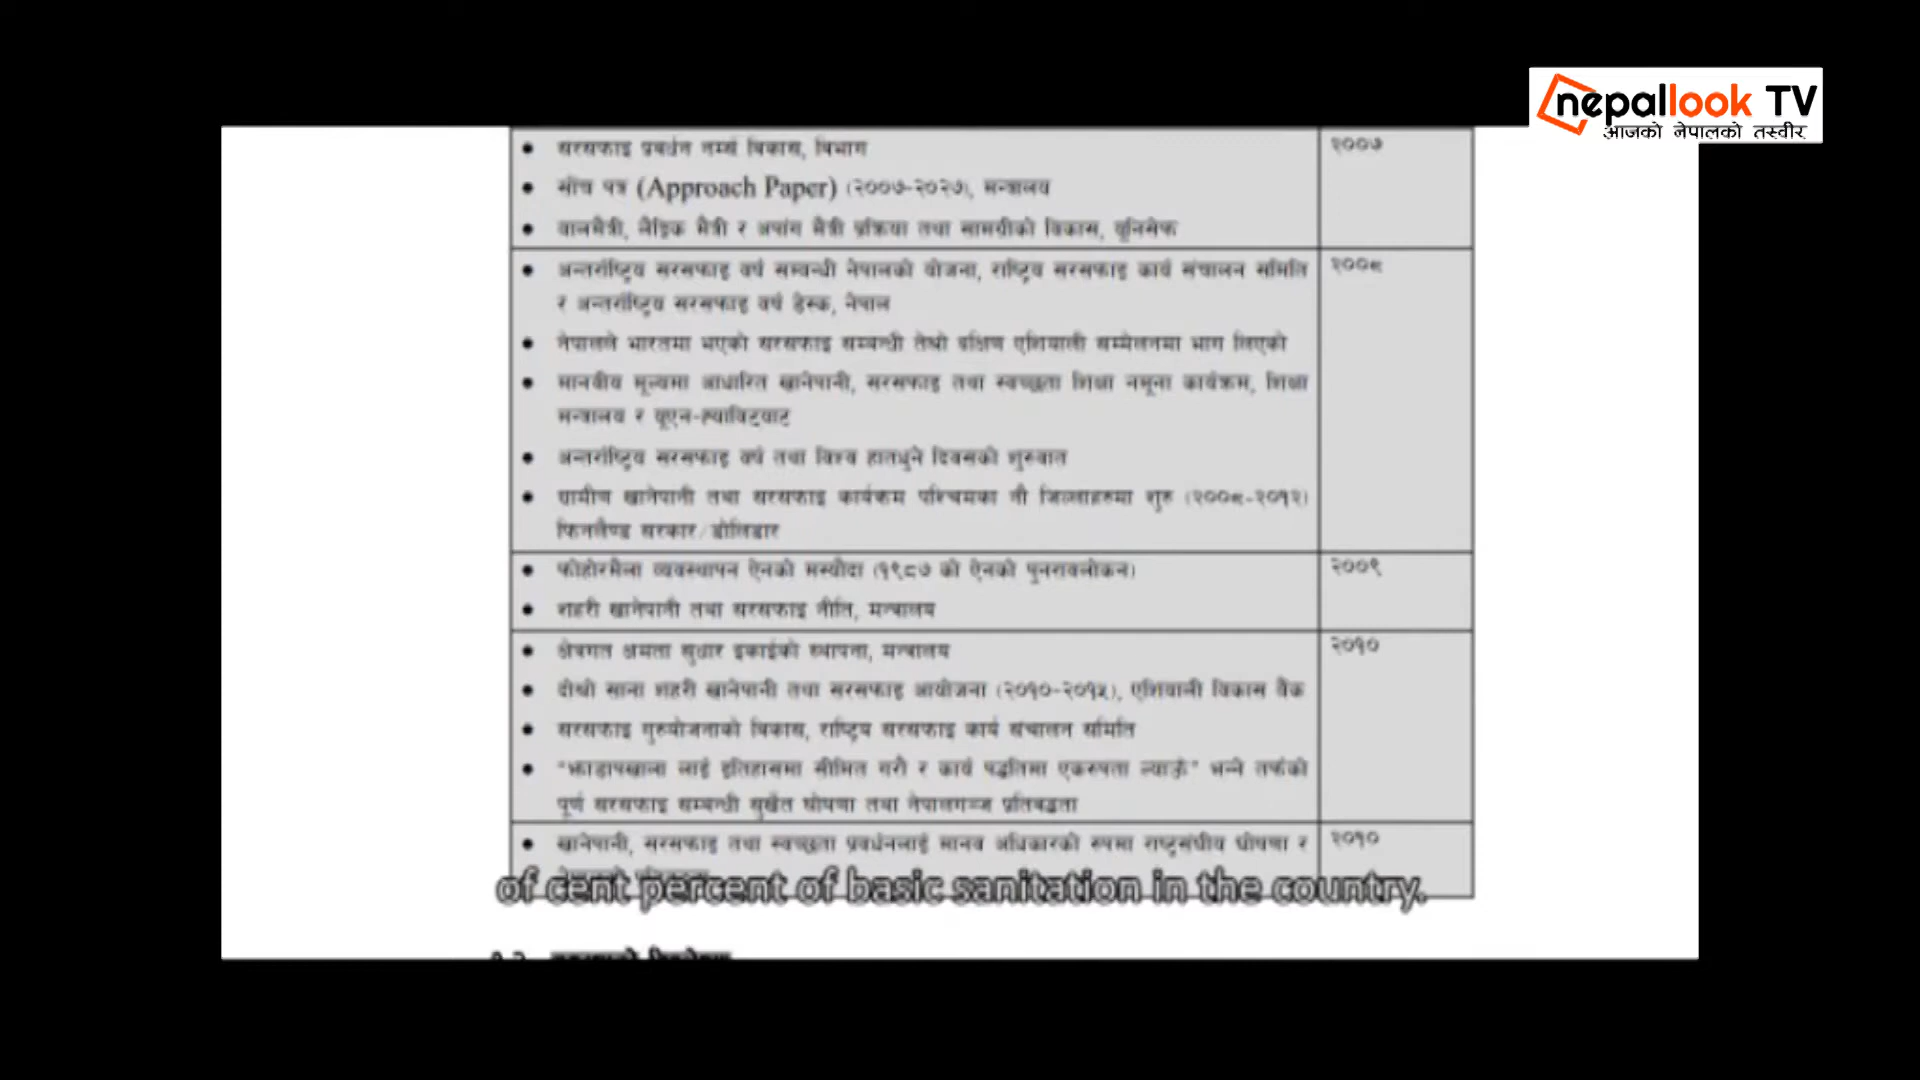 nepallook TV
आजको नेपालको तस्वीर
सरसफाइ प्रबर्धन नर्म्स विकास, विभाग
२००७
सोंच पत्र (Approach Paper) (२००७-२०२७), मन्त्रालय
बालमैत्री, लैङ्गिक मैत्री र अपांग मैत्री प्रक्रिया तथा सामग्रीको विकास, यूनिसेफ
अन्तर्राष्ट्रिय सरसफाइ वर्ष सम्बन्धी नेपालको योजना, राष्ट्रिय सरसफाइ कार्य संचालन समिति
२००८
र अन्तर्राष्ट्रिय सरसफाइ वर्ष डेस्क, नेपाल
नेपालले भारतमा भएको सरसफाइ सम्बन्धी तेश्रो दक्षिण एशियाली सम्मेलनमा भाग लिएको
मानवीय मूल्यमा आधारित खानेपानी, सरसफाइ तथा स्वच्छता शिक्षा नमूना कार्यक्रम, शिक्षा
मन्त्रालय र यूएन-ह्याविट्याट
अन्तर्राष्ट्रिय सरसफाइ वर्ष तथा विश्व हातधुने दिवसको शुरुवात
ग्रामीण खानेपानी तथा सरसफाइ कार्यक्रम पश्चिमका नौ जिल्लाहरुमा शुरु (२००८-२०१२)
फिनलैण्ड सरकार/डोलिडार
फोहोरमैला व्यवस्थापन ऐनको मस्यौदा (१९८७ को ऐनको पुनरावलोकन)
२००९
शहरी खानेपानी तथा सरसफाइ नीति, मन्त्रालय
क्षेत्रगत क्षमता सुधार इकाईको स्थापना, मन्त्रालय
२०१०
दोश्रो साना शहरी खानेपानी तथा सरसफाइ आयोजना (२०१०-२०१५), एशियाली विकास बैंक
सरसफाइ गुरुयोजनाको विकास, राष्ट्रिय सरसफाइ कार्य संचालन समिति
"झाडापखाला लाई इतिहासमा सीमित गरौं र कार्य पद्धतिमा एकरुपता ल्याऊँ" भन्ने तर्फको
पूर्ण सरसफाइ सम्बन्धी सुर्खेत घोषणा तथा नेपालगञ्ज प्रतिबद्धता
खानेपानी, सरसफाइ तथा स्वच्छता प्रवर्धनलाई मानव अधिकारको रुपमा राष्ट्रसंघीय घोषणा र
२०१०
of cent percent of basic sanitation in the country.